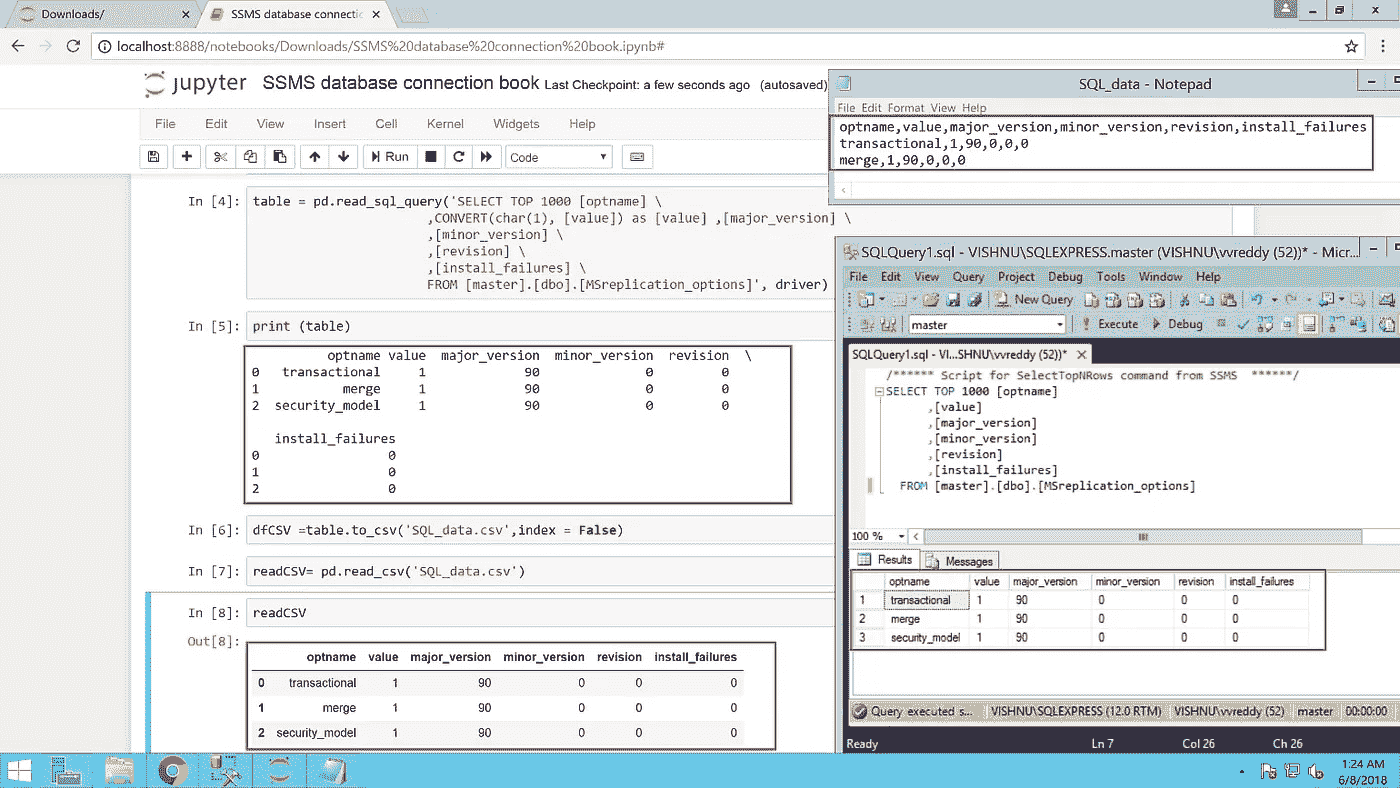 Downloads/
SSMS database connectio
localhost:8888/notebooks/Downloads/SSMS%20database%20connection%20book.ipynb#
jupyter SSMS database connection book Last Checkpoint: a few seconds ago (autosaved)
File Edit View Insert Cell Kernel Widgets Help
Run Code
In [4]: table = pd.read_sql_query('SELECT TOP 1000 [optname] \
,CONVERT(char(1), [value]) as [value] ,[major_version] \
,[minor_version] \
,[revision] \
,[install_failures] \
FROM [master].[dbo].[MSreplication_options]', driver)
In [5]: print (table)
optname value major_version minor_version revision \
0 transactional 1 90 0 0
1 merge 1 90 0 0
2 security_model 1 90 0 0
install_failures
0 0
1 0
2 0
In [6]: dfCSV =table.to_csv('SQL_data.csv',index = False)
In [7]: readCSV= pd.read_csv('SQL_data.csv')
In [8]: readCSV
Out[8]:
optname value major_version minor_version revision install_failures
0 transactional 1 90 0 0 0
1 merge 1 90 0 0 0
2 security_model 1 90 0 0 0
SQL_data - Notepad
File Edit Format View Help
optname,value,major_version,minor_version,revision,install_failures
transactional,1,90,0,0,0
merge,1,90,0,0,0
SQLQuery1.sql - VISHNU\SQLEXPRESS.master (VISHNU\vvreddy (52))* - Micr...
File Edit View Query Project Debug Tools Window Help
New Query
master Execute Debug
SQLQuery1.sql - VI...SHNU\vvreddy (52))*
/****** Script for SelectTopNRows command from SSMS ******/
SELECT TOP 1000 [optname]
,[value]
,[major_version]
,[minor_version]
,[revision]
,[install_failures]
FROM [master].[dbo].[MSreplication_options]
100 %
Results Messages
optname value major_version minor_version revision install_failures
1 transactional 1 90 0 0 0
2 merge 1 90 0 0 0
3 security_model 1 90 0 0 0
Query executed s... VISHNU\SQLEXPRESS (12.0 RTM) VISHNU\vvreddy (52) master 00:00:00
Ready Ln 7 Col 26 Ch 26
1:24 AM
6/8/2018